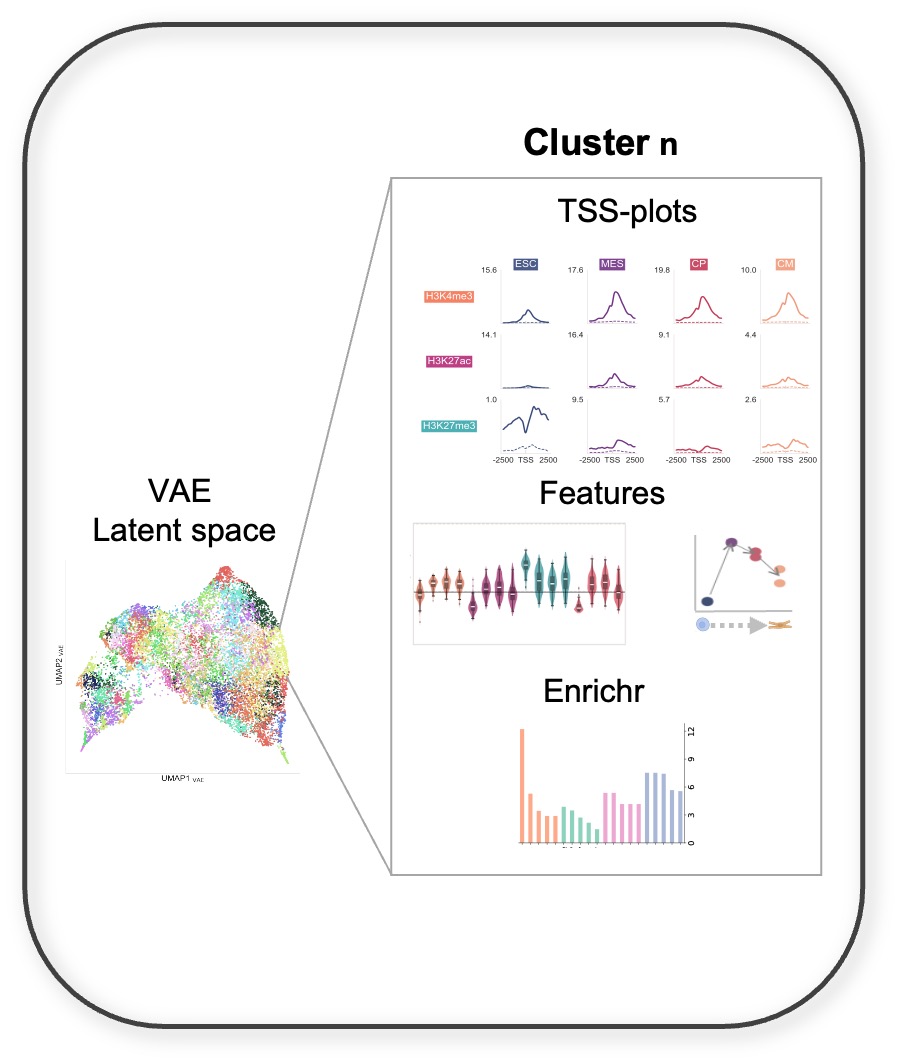 Cluster n
TSS-plots
ESC MES CP CM
15.6 17.6 19.8 10.0
H3K4me3
14.1 16.4 9.1 4.4
H3K27ac
1.0 9.5 5.7 2.6
H3K27me3
-2500 TSS 2500 -2500 TSS 2500 -2500 TSS 2500 -2500 TSS 2500
Features
VAE
Latent space
UMAP2 VAE
UMAP1 VAE
Enrichr
12
9
6
3
0